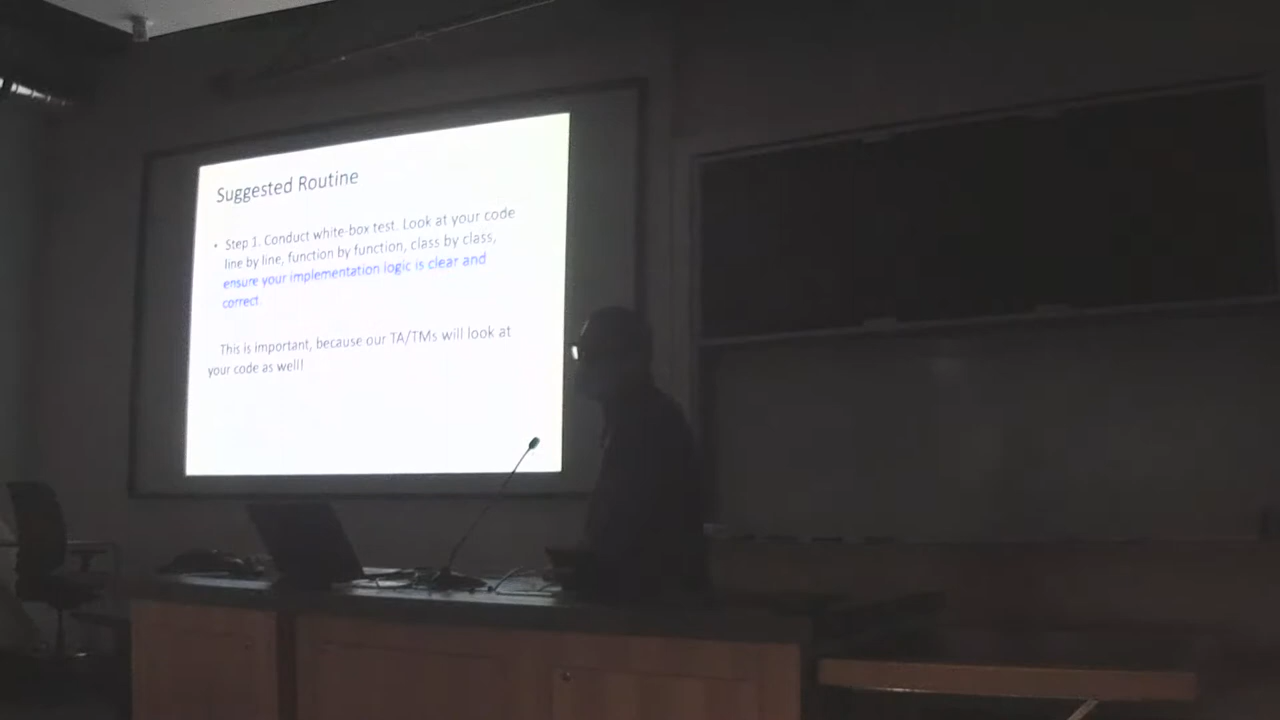 Suggested Routine
• Step 1. Conduct white-box test. Look at your code
line by line, function by function, class by class,
ensure your implementation logic is clear and
correct.
This is important, because our TA/TMs will look at
your code as well!